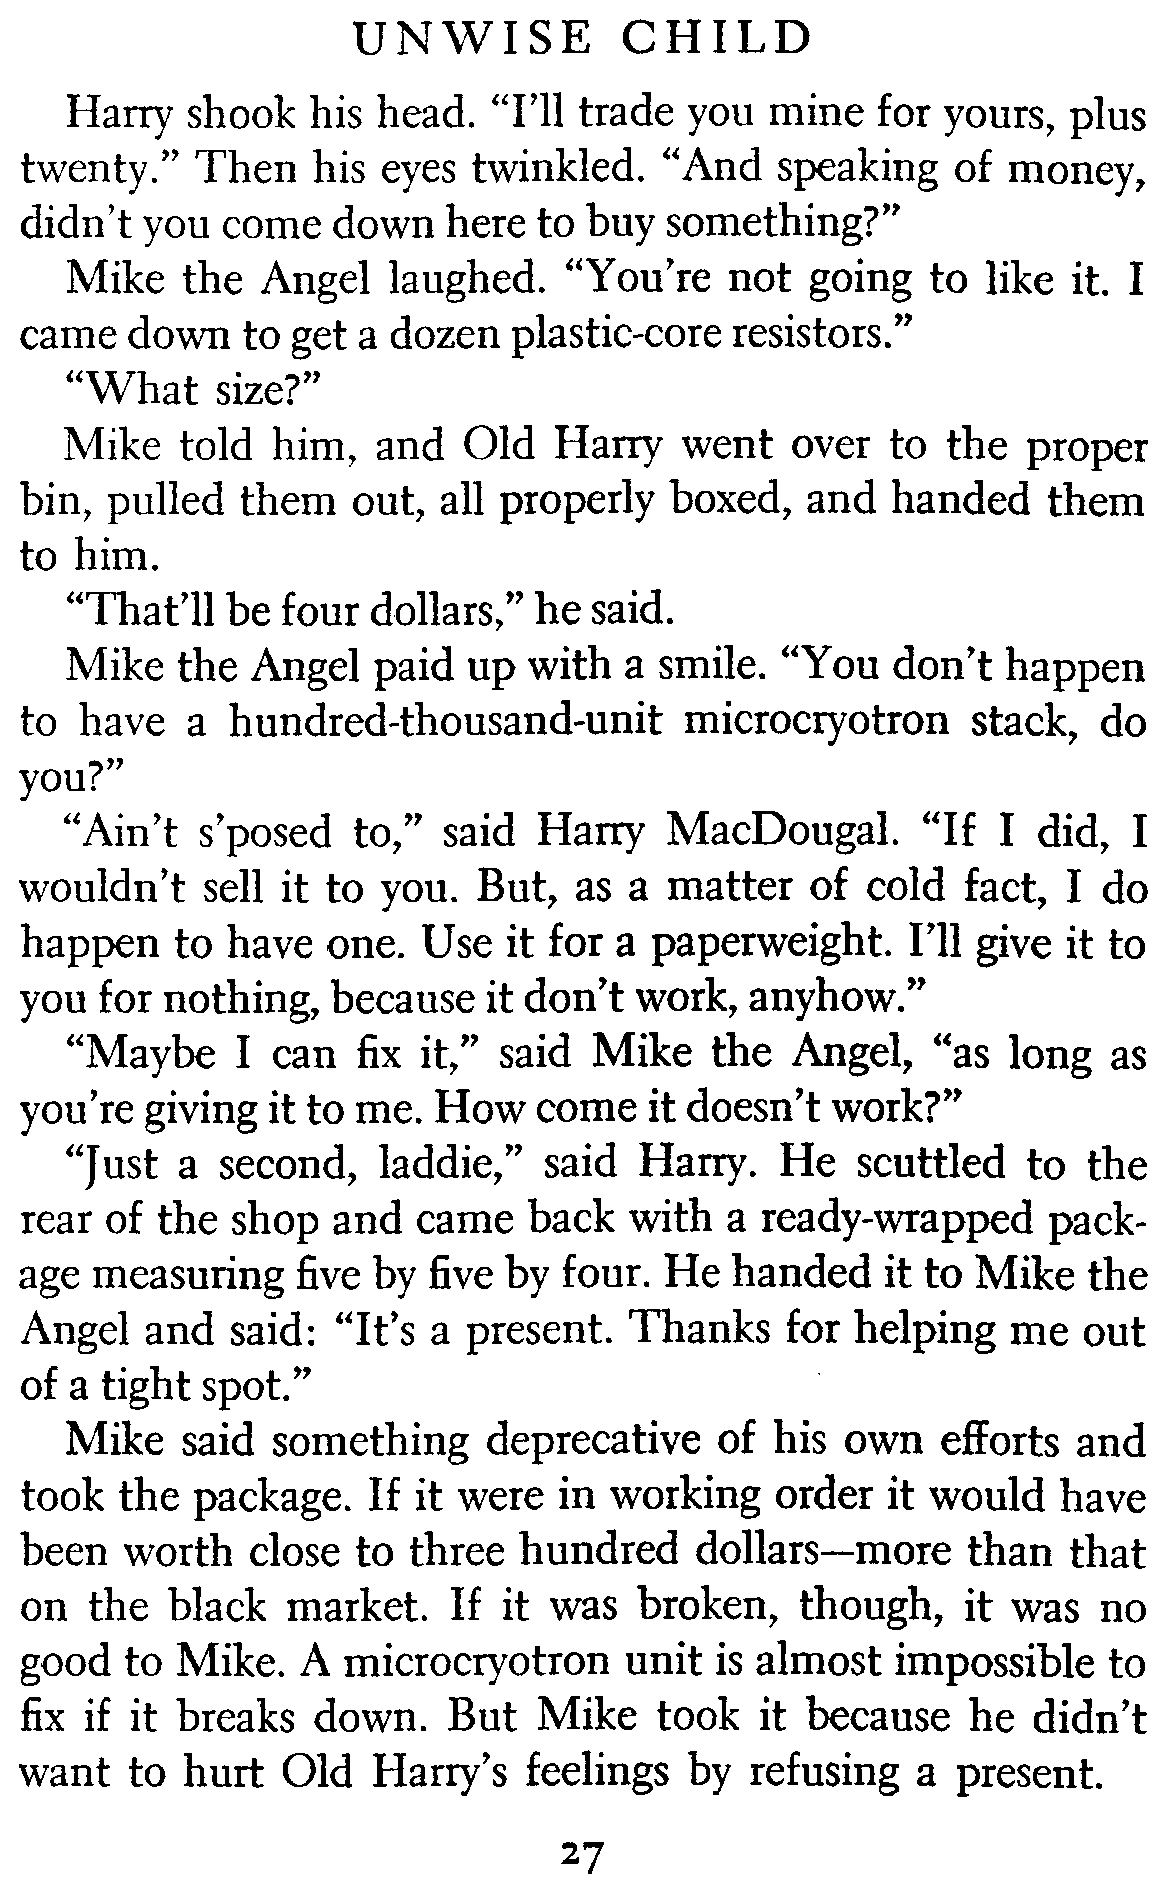 UNWISE CHILD
Harry shook his head. “I’ll trade you mine for yours, plus
twenty.” Then his eyes twinkled. “And speaking of money,
didn’t you come down here to buy something?”
Mike the Angel laughed. “You’re not going to like it. I
came down to get a dozen plastic-core resistors.”
“What size?”
Mike told him, and Old Harry went over to the proper
bin, pulled them out, all properly boxed, and handed them
to him.
“That’ll be four dollars,” he said.
Mike the Angel paid up with a smile. “You don’t happen
to have a hundred-thousand-unit microcryotron stack, do
you?”
“Ain’t s’posed to,” said Harry MacDougal. “If I did, I
wouldn’t sell it to you. But, as a matter of cold fact, I do
happen to have one. Use it for a paperweight. I’ll give it to
you for nothing, because it don’t work, anyhow.”
“Maybe I can fix it,” said Mike the Angel, “as long as
you’re giving it to me. How come it doesn’t work?”
“Just a second, laddie,” said Harry. He scuttled to the
rear of the shop and came back with a ready-wrapped pack-
age measuring five by five by four. He handed it to Mike the
Angel and said: “It’s a present. Thanks for helping me out
of a tight spot.”
Mike said something deprecative of his own efforts and
took the package. If it were in working order it would have
been worth close to three hundred dollars—more than that
on the black market. If it was broken, though, it was no
good to Mike. A microcryotron unit is almost impossible to
fix if it breaks down. But Mike took it because he didn’t
want to hurt Old Harry’s feelings by refusing a present.
27